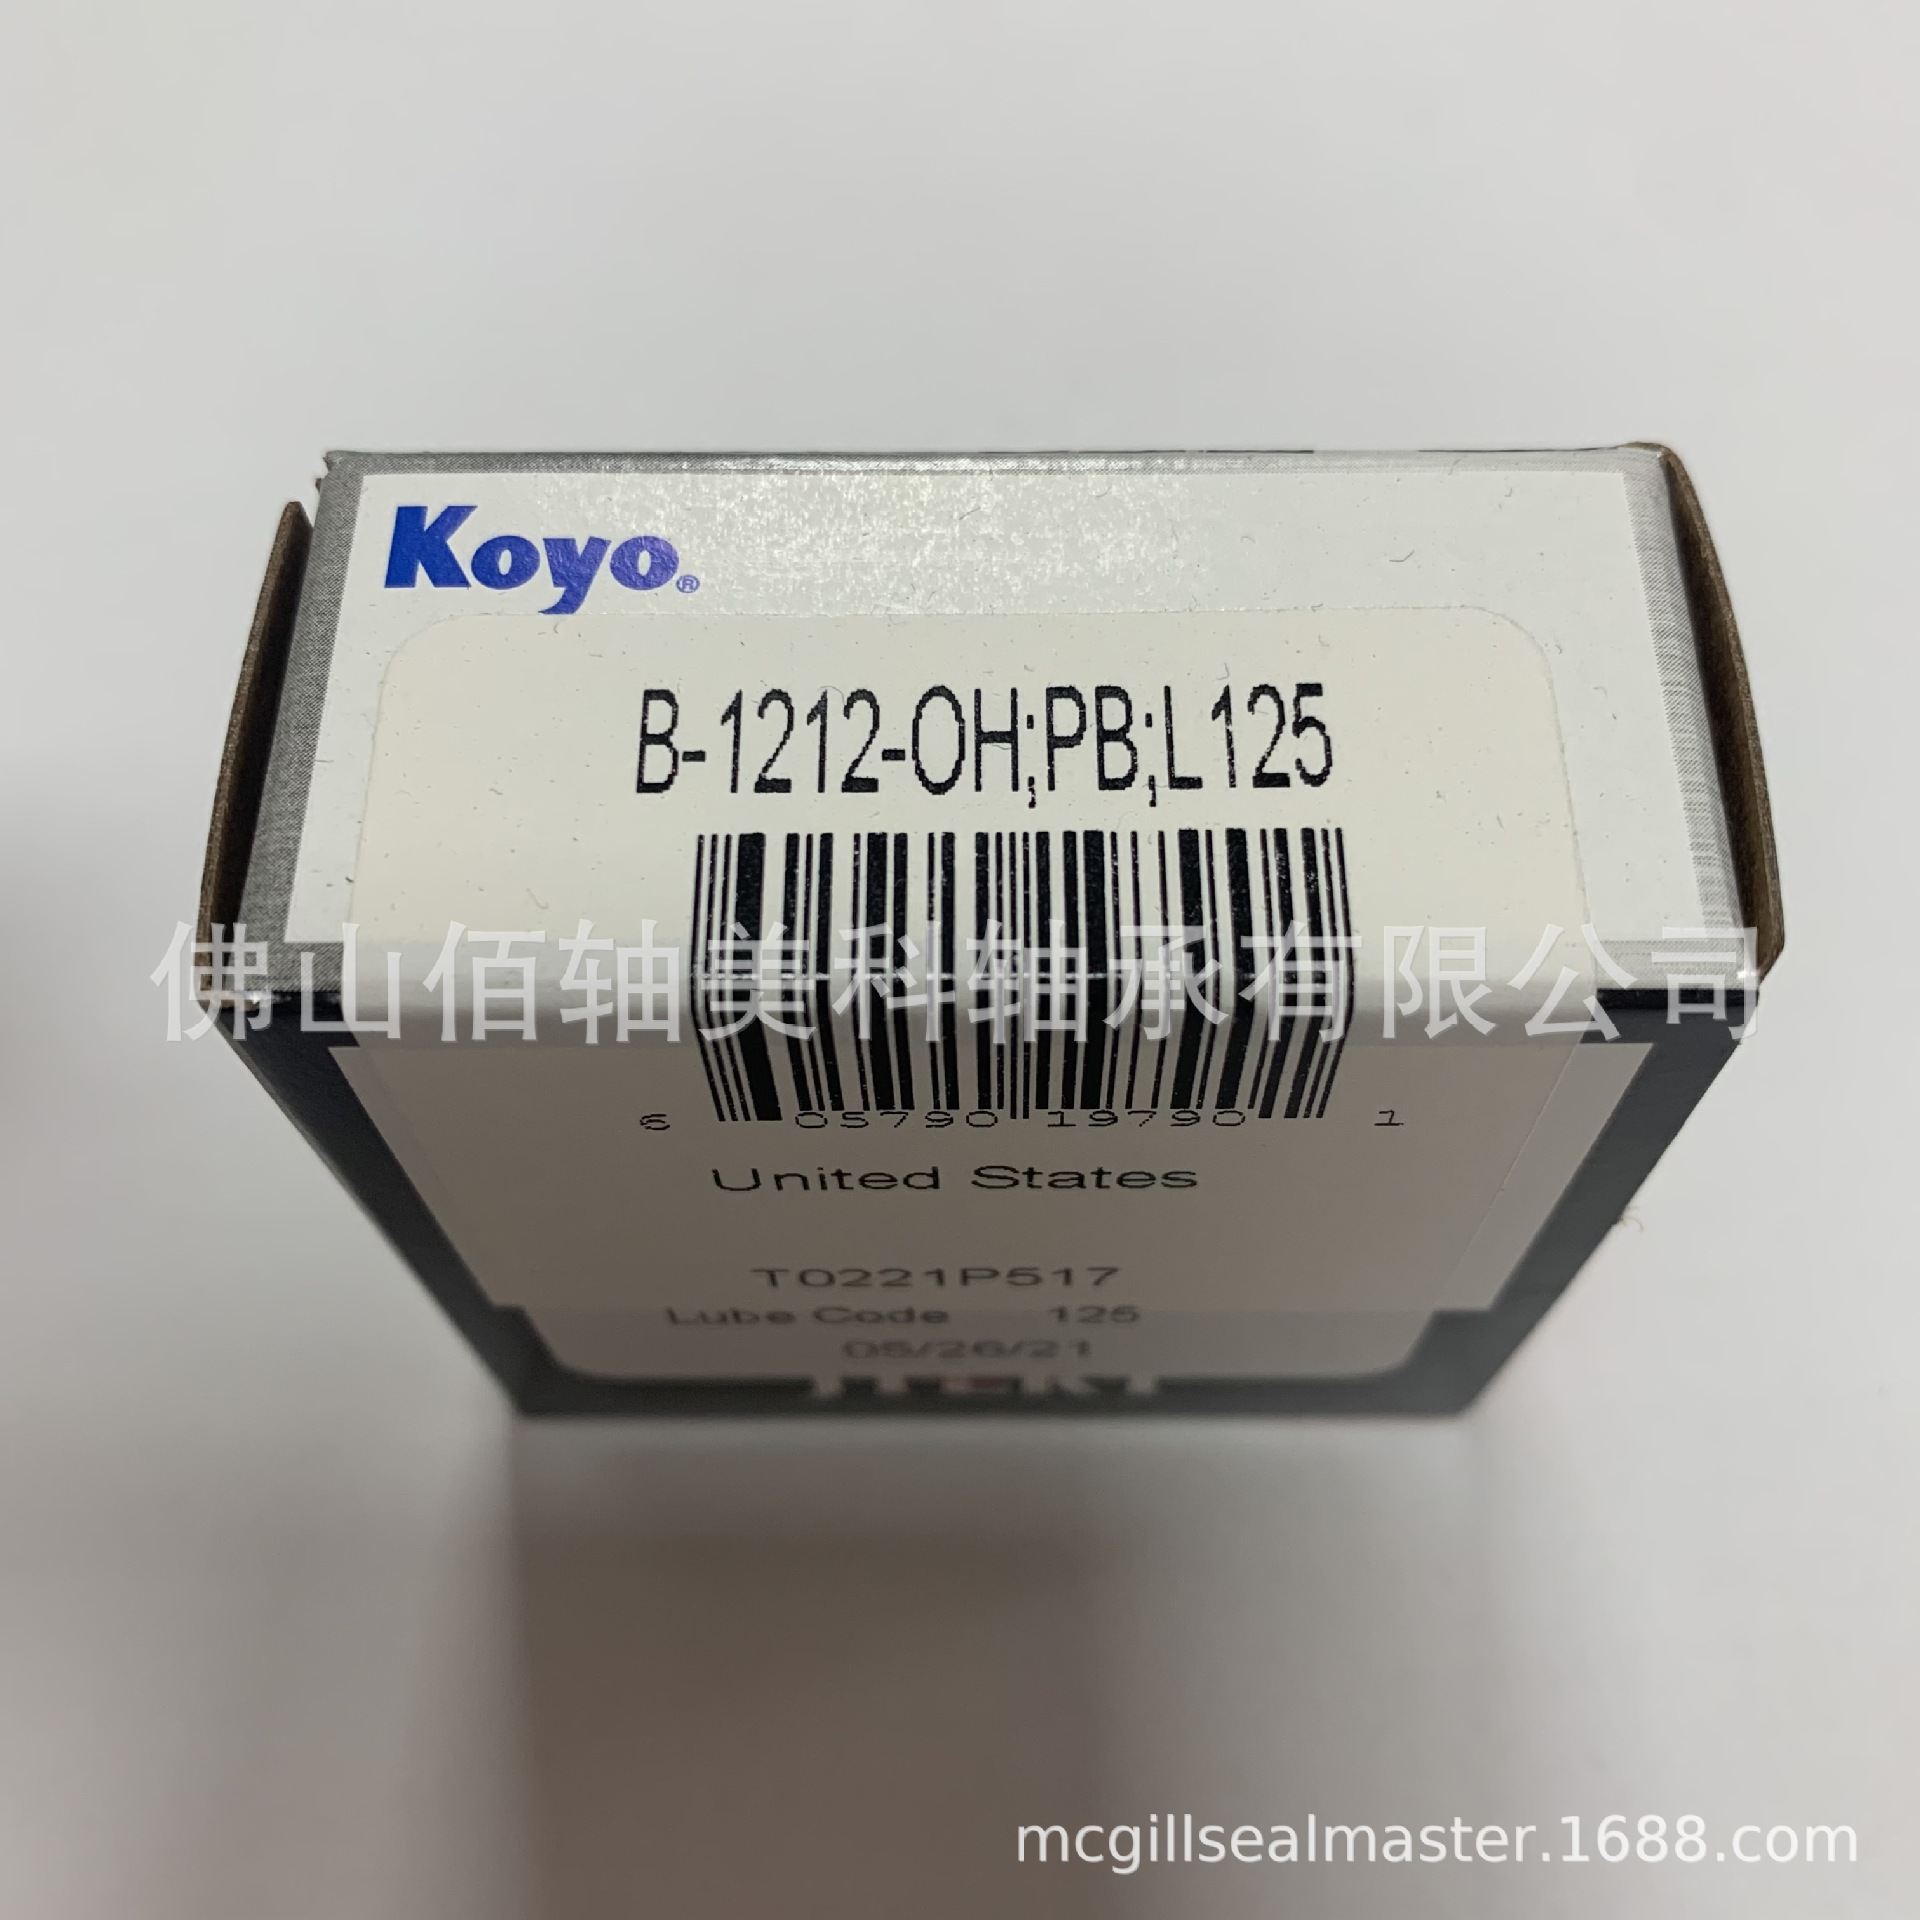 Koyo®
B-1212-OH;PB;L125
佛山佰轴美科轴承有限公司
6 05790 19790 1
United States
T0221P517
Lube Code 125
05/26/21
JTEKT
mcgillsealmaster.1688.com